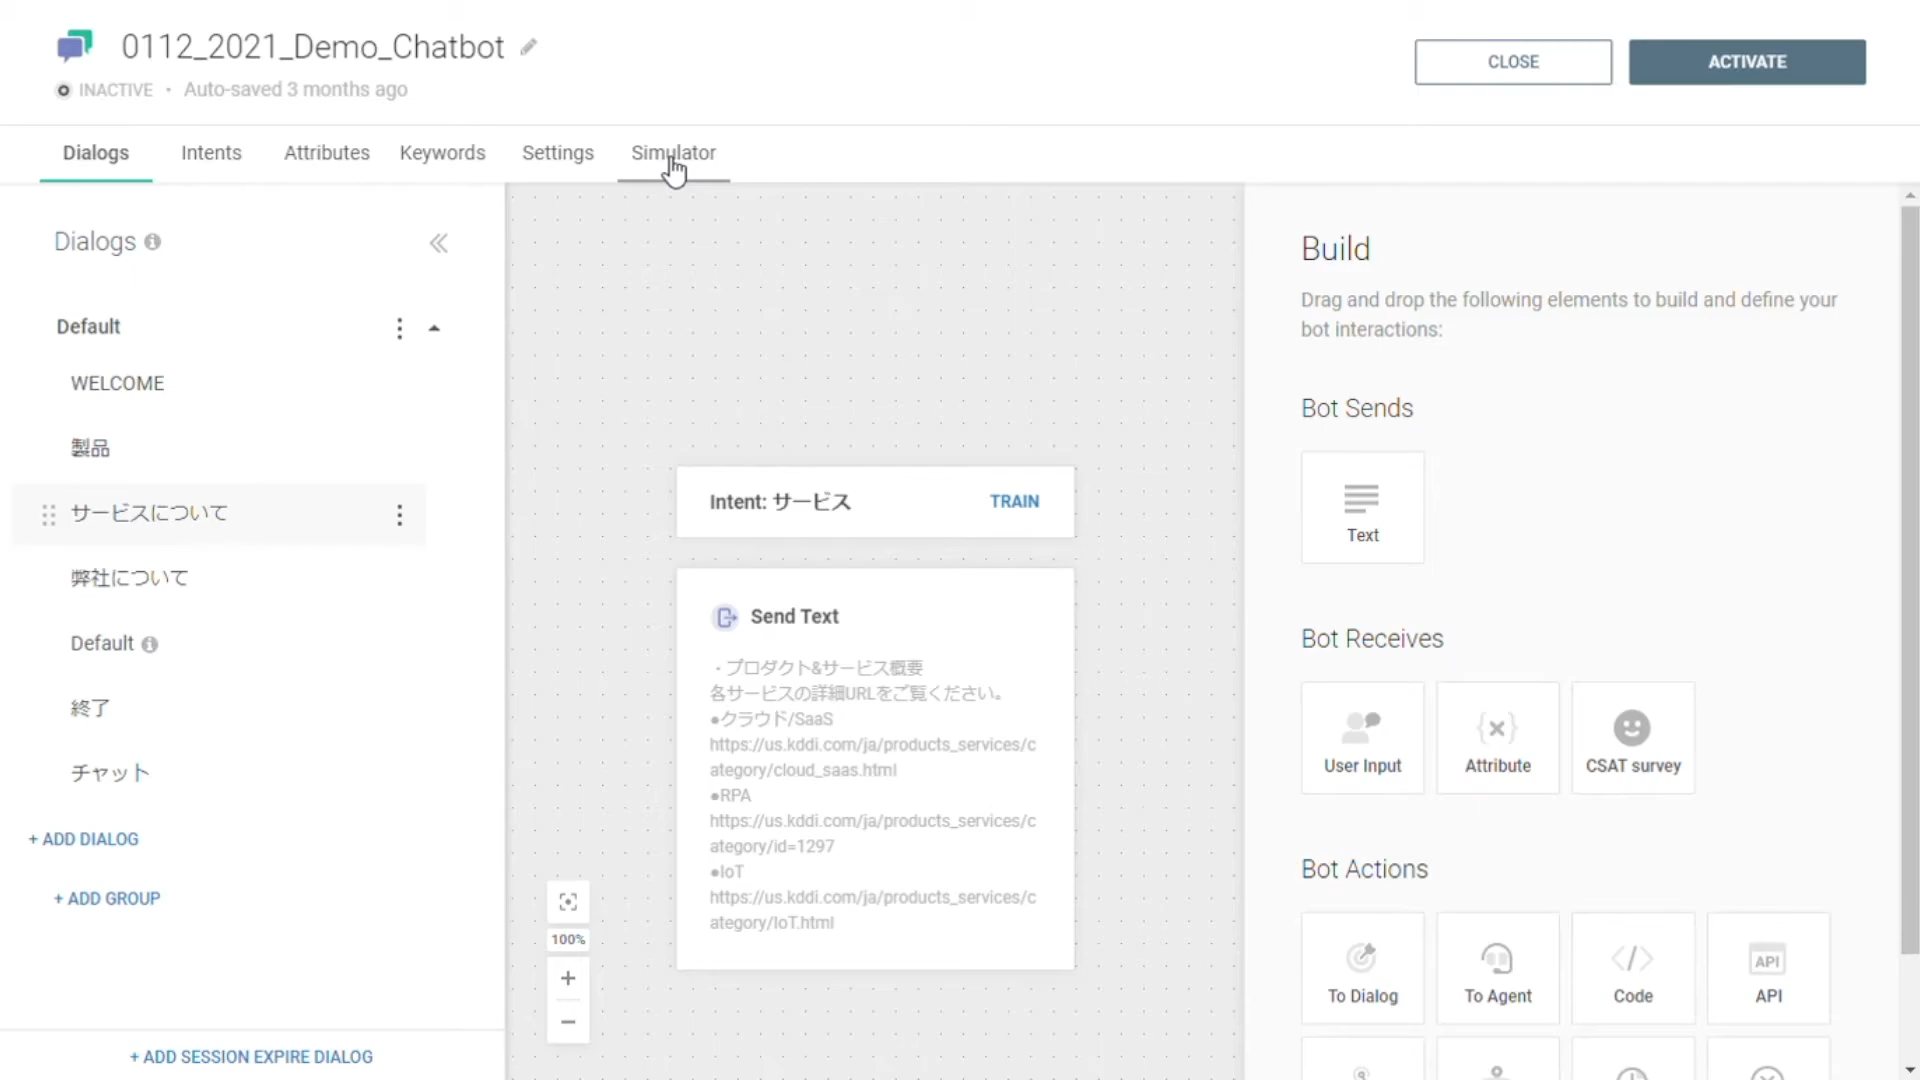 0112_2021_Demo_Chatbot
INACTIVE • Auto-saved 3 months ago
CLOSE
ACTIVATE
Dialogs
Intents
Attributes
Keywords
Settings
Simulator
Dialogs
Default
WELCOME
製品
サービスについて
弊社について
Default
終了
チャット
+ ADD DIALOG
+ ADD GROUP
+ ADD SESSION EXPIRE DIALOG
Intent: サービス
TRAIN
Send Text
・プロダクト&サービス概要
各サービスの詳細URLをご覧ください。
●クラウド/SaaS
https://us.kddi.com/ja/products_services/c
ategory/cloud_saas.html
●RPA
https://us.kddi.com/ja/products_services/c
ategory/id=1297
●IoT
https://us.kddi.com/ja/products_services/c
ategory/IoT.html
100%
Build
Drag and drop the following elements to build and define your
bot interactions:
Bot Sends
Text
Bot Receives
User Input
Attribute
CSAT survey
Bot Actions
To Dialog
To Agent
Code
API
API